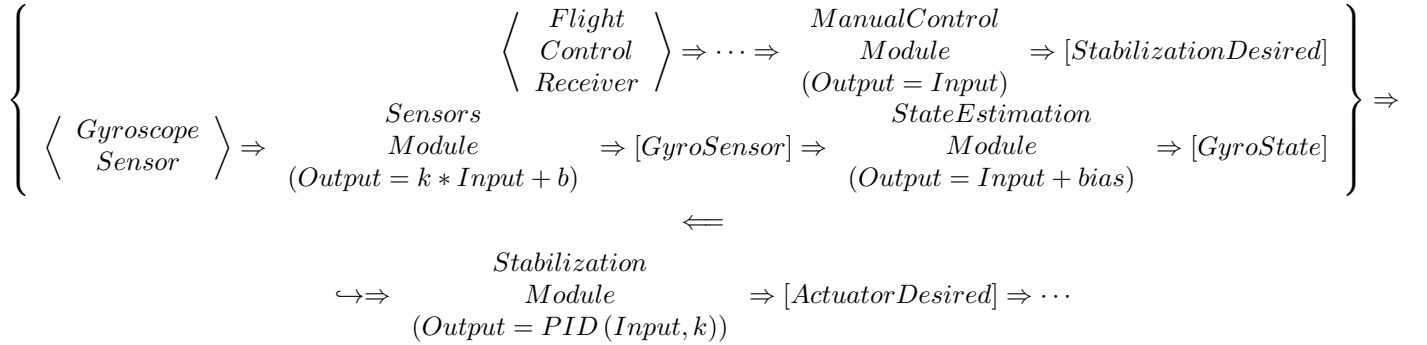 Flight
Control
Receiver
⇒ ⋯ ⇒
ManualControl
Module
(Output = Input)
⇒ [StabilizationDesired]
Gyroscope
Sensor
⇒
Sensors
Module
(Output = k ∗ Input + b)
⇒ [GyroSensor] ⇒
StateEstimation
Module
(Output = Input + bias)
⇒ [GyroState]
⇒
⟸
↪⇒
Stabilization
Module
(Output = PID (Input, k))
⇒ [ActuatorDesired] ⇒ ⋯